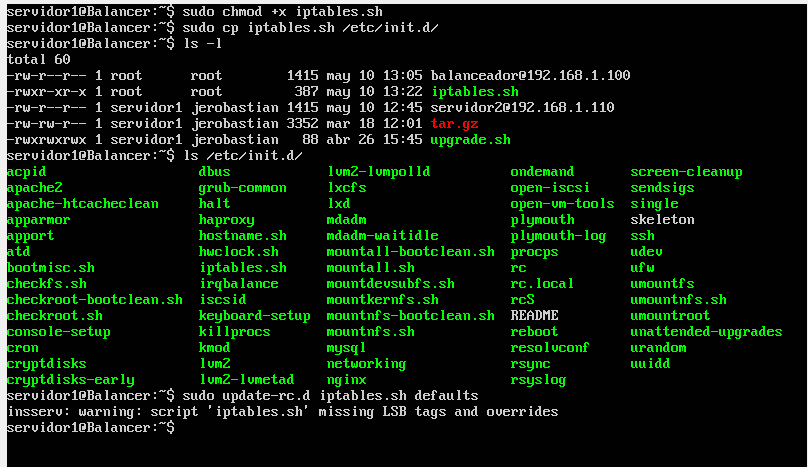 servidor1@Balancer:~$ sudo chmod +x iptables.sh
servidor1@Balancer:~$ sudo cp iptables.sh /etc/init.d/
servidor1@Balancer:~$ ls -l
total 60
-rw-r--r-- 1 root      root        1415 may 10 13:05 balanceador@192.168.1.100
-rwxr-xr-x 1 root      root         387 may 10 13:22 iptables.sh
-rw-r--r-- 1 servidor1 jerobastian 1415 may 10 12:45 servidor2@192.168.1.110
-rw-rw-r-- 1 servidor1 jerobastian 3352 mar 18 12:01 tar.gz
-rwxrwxrwx 1 servidor1 jerobastian   88 abr 26 15:45 upgrade.sh
servidor1@Balancer:~$ ls /etc/init.d/
acpid                   dbus            lvm2-lvmpolld          ondemand       screen-cleanup
apache2                 grub-common     lxcfs                  open-iscsi     sendsigs
apache-htcacheclean     halt            lxd                    open-vm-tools  single
apparmor                haproxy         mdadm                  plymouth       skeleton
apport                  hostname.sh     mdadm-waitidle         plymouth-log   ssh
atd                     hwclock.sh      mountall-bootclean.sh  procps         udev
bootmisc.sh             iptables.sh     mountall.sh            rc             ufw
checkfs.sh              irqbalance      mountdevsubfs.sh       rc.local       umountfs
checkroot-bootclean.sh  iscsid          mountkernfs.sh         rcS            umountnfs.sh
checkroot.sh            keyboard-setup  mountnfs-bootclean.sh  README         umountroot
console-setup           killprocs       mountnfs.sh            reboot         unattended-upgrades
cron                    kmod            mysql                  resolvconf     urandom
cryptdisks              lvm2            networking             rsync          uuidd
cryptdisks-early        lvm2-lvmetad    nginx                  rsyslog
servidor1@Balancer:~$ sudo update-rc.d iptables.sh defaults
insserv: warning: script 'iptables.sh' missing LSB tags and overrides
servidor1@Balancer:~$